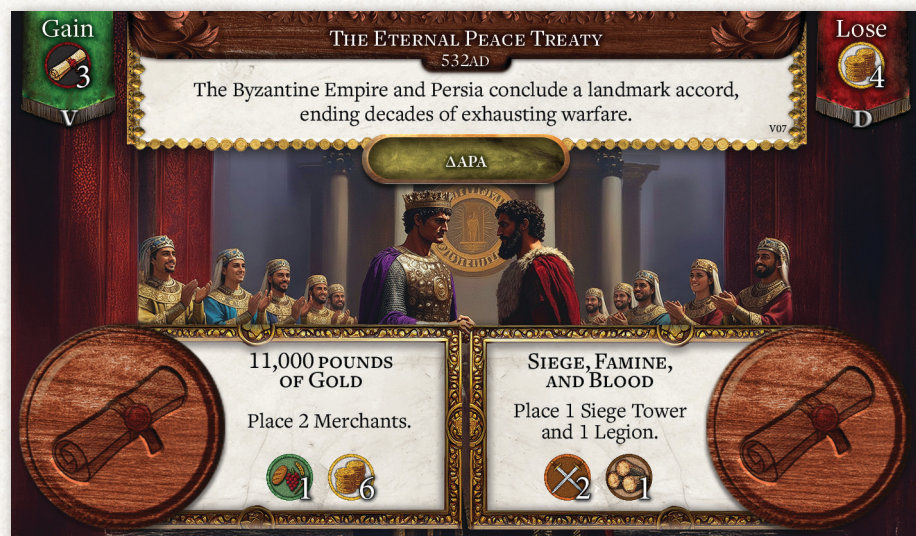 Gain
3
V
THE ETERNAL PEACE TREATY
532AD
The Byzantine Empire and Persia conclude a landmark accord,
ending decades of exhausting warfare.
V07
Lose
4
D
ΔΑΡΑ
11,000 POUNDS
OF GOLD
Place 2 Merchants.
1
6
SIEGE, FAMINE,
AND BLOOD
Place 1 Siege Tower
and 1 Legion.
2
1